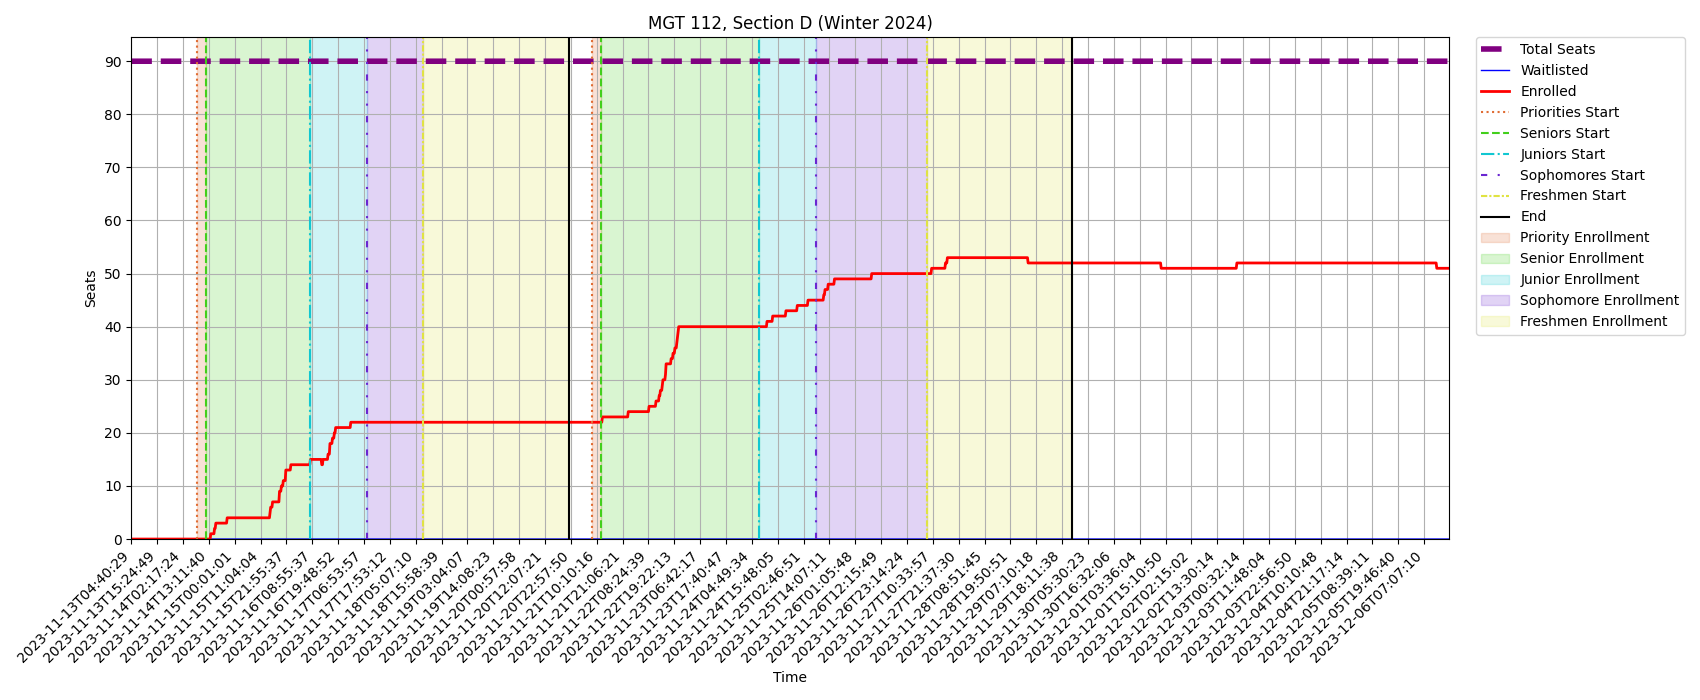 MGT 112, Section D (Winter 2024)
Total Seats
Waitlisted
Enrolled
Priorities Start
Seniors Start
Juniors Start
Sophomores Start
Freshmen Start
End
Priority Enrollment
Senior Enrollment
Junior Enrollment
Sophomore Enrollment
Freshmen Enrollment
Seats
90
80
70
60
50
40
30
20
10
0
2023-11-13T04:40:29
2023-11-13T15:24:49
2023-11-14T02:17:24
2023-11-14T13:11:40
2023-11-15T00:01:01
2023-11-15T11:04:04
2023-11-15T21:55:37
2023-11-16T08:55:37
2023-11-16T19:48:52
2023-11-17T06:53:57
2023-11-17T17:53:12
2023-11-18T05:07:10
2023-11-18T15:58:39
2023-11-19T03:04:07
2023-11-19T14:08:23
2023-11-20T00:57:58
2023-11-20T12:07:21
2023-11-20T22:57:50
2023-11-21T10:10:16
2023-11-21T21:06:21
2023-11-22T08:24:39
2023-11-22T19:22:13
2023-11-23T06:42:17
2023-11-23T17:40:47
2023-11-24T04:49:34
2023-11-24T15:48:05
2023-11-25T02:46:51
2023-11-25T14:07:11
2023-11-26T01:05:48
2023-11-26T12:15:49
2023-11-26T23:14:24
2023-11-27T10:33:57
2023-11-27T21:37:30
2023-11-28T08:51:45
2023-11-28T19:50:51
2023-11-29T07:10:18
2023-11-29T18:11:38
2023-11-30T05:30:23
2023-11-30T16:32:06
2023-12-01T03:36:04
2023-12-01T15:10:50
2023-12-02T02:15:02
2023-12-02T13:30:14
2023-12-03T00:32:14
2023-12-03T11:48:04
2023-12-03T22:56:50
2023-12-04T10:10:48
2023-12-04T21:17:14
2023-12-05T08:39:11
2023-12-05T19:46:40
2023-12-06T07:07:10
Time